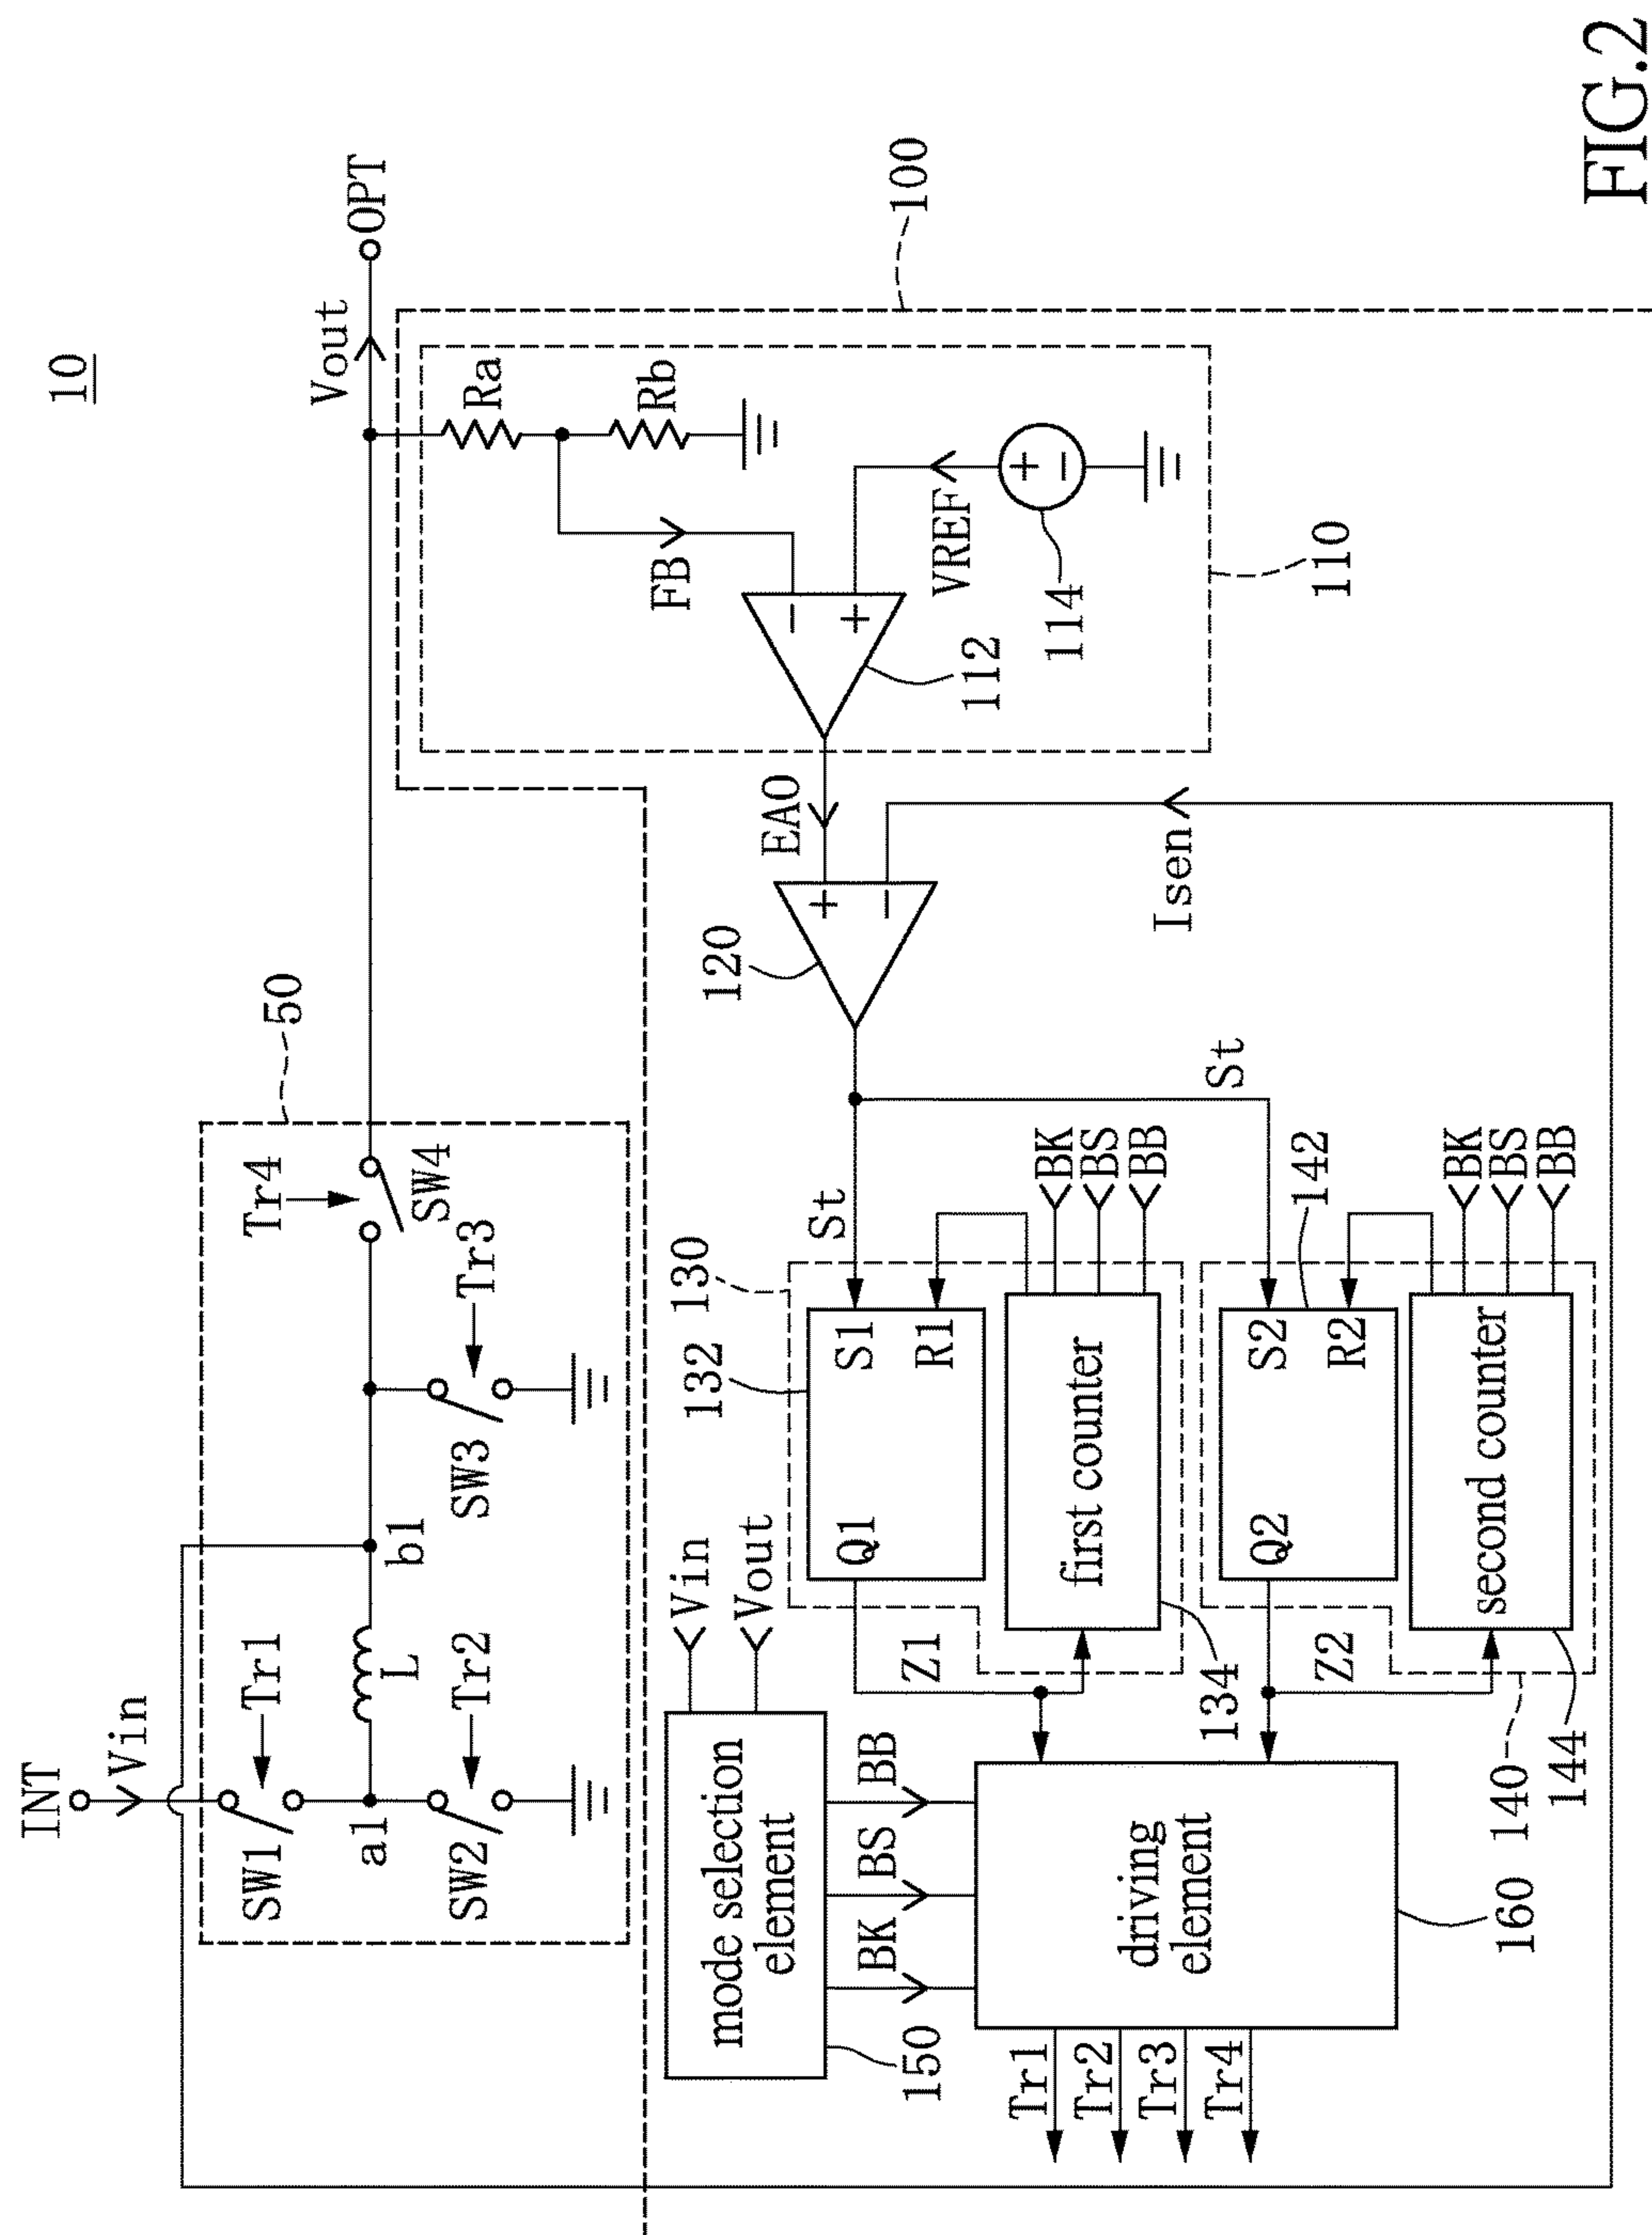 10
INT
Vin
SW1
Tr1
a1
SW2
Tr2
L
b1
SW3
Tr3
Tr4
SW4
50
Vout
OPT
100
Ra
Rb
FB
VREF
+
−
114
−
+
112
110
EAO
+
−
120
Isen
St
St
130
132
S1
R1
Q1
first counter
BK
BS
BB
134
Z1
142
S2
R2
Q2
second counter
BK
BS
BB
Z2
140
144
Vin
Vout
mode selection
element
150
BK
BS
BB
driving
element
160
Tr1
Tr2
Tr3
Tr4
FIG.2